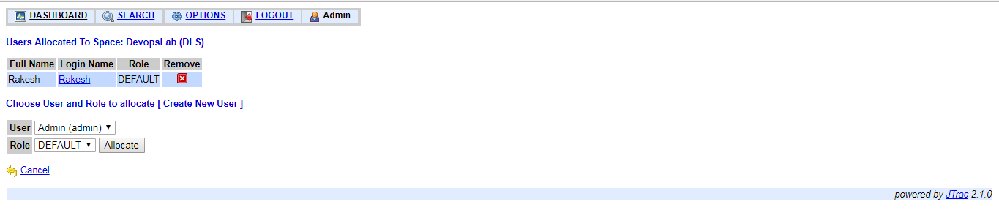 DASHBOARD SEARCH OPTIONS LOGOUT Admin
Users Allocated To Space: DevopsLab (DLS)
Full Name Login Name Role Remove
Rakesh Rakesh DEFAULT
Choose User and Role to allocate [ Create New User ]
User Admin (admin)
Role DEFAULT Allocate
Cancel
powered by JTrac 2.1.0